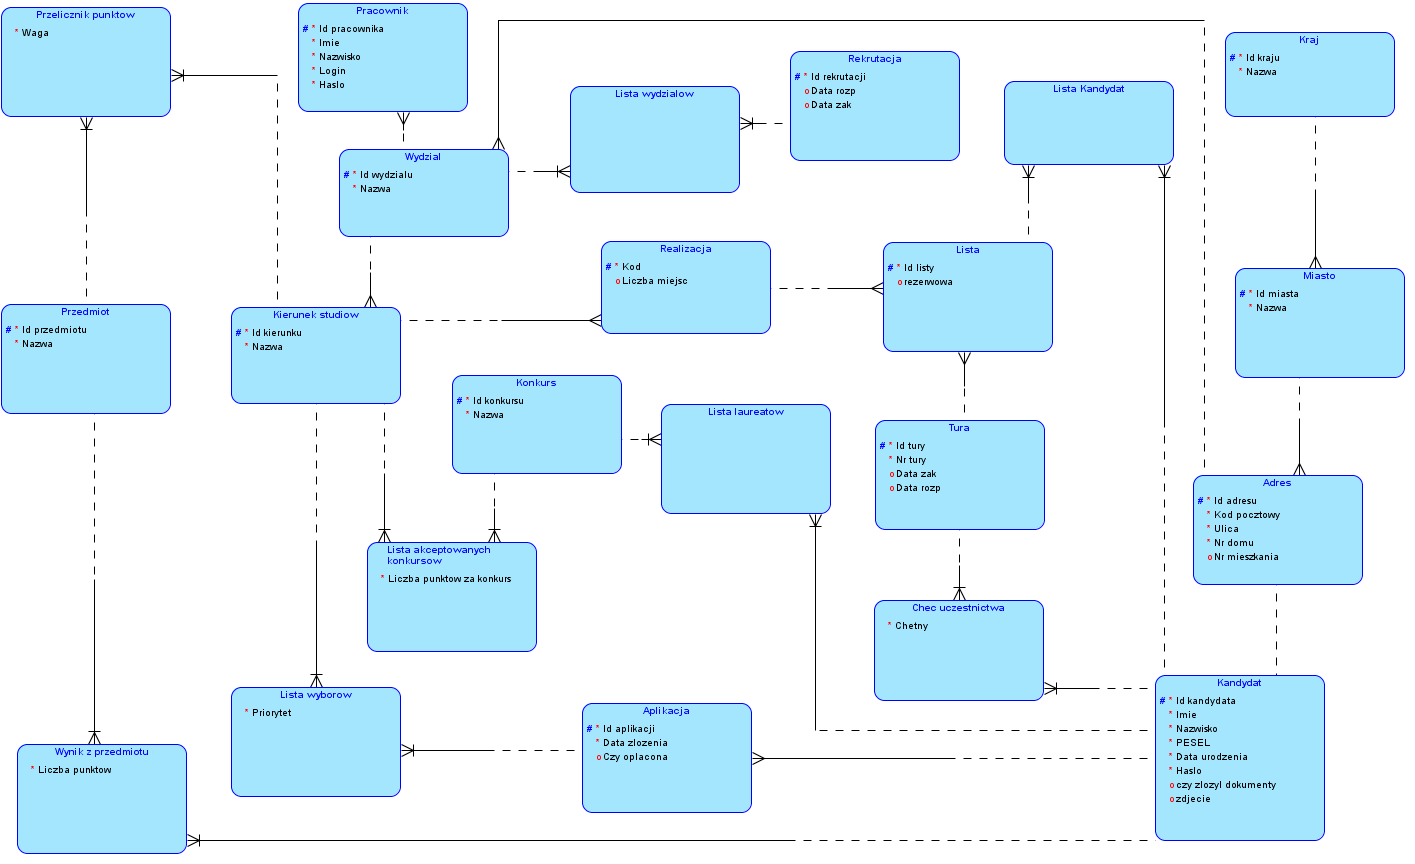 Przelicznik punktow
* Waga
Pracownik
# * Id pracownika
* Imie
* Nazwisko
* Login
* Haslo
Rekrutacja
# * Id rekrutacji
o Data rozp
o Data zak
Kraj
# * Id kraju
* Nazwa
Lista wydzialow
Lista Kandydat
Wydzial
# * Id wydzialu
* Nazwa
Realizacja
# * Kod
o Liczba miejsc
Lista
# * Id listy
o rezerwowa
Miasto
# * Id miasta
* Nazwa
Przedmiot
# * Id przedmiotu
* Nazwa
Kierunek studiow
# * Id kierunku
* Nazwa
Konkurs
# * Id konkursu
* Nazwa
Lista laureatow
Tura
# * Id tury
* Nr tury
o Data zak
o Data rozp
Adres
# * Id adresu
* Kod pocztowy
* Ulica
* Nr domu
o Nr mieszkania
Lista akceptowanych
konkursow
* Liczba punktow za konkurs
Chec uczestnictwa
* Chetny
Lista wyborow
* Priorytet
Aplikacja
# * Id aplikacji
* Data zlozenia
o Czy oplacona
Kandydat
# * Id kandydata
* Imie
* Nazwisko
* PESEL
* Data urodzenia
* Haslo
o czy zlozyl dokumenty
o zdjecie
Wynik z przedmiotu
* Liczba punktow